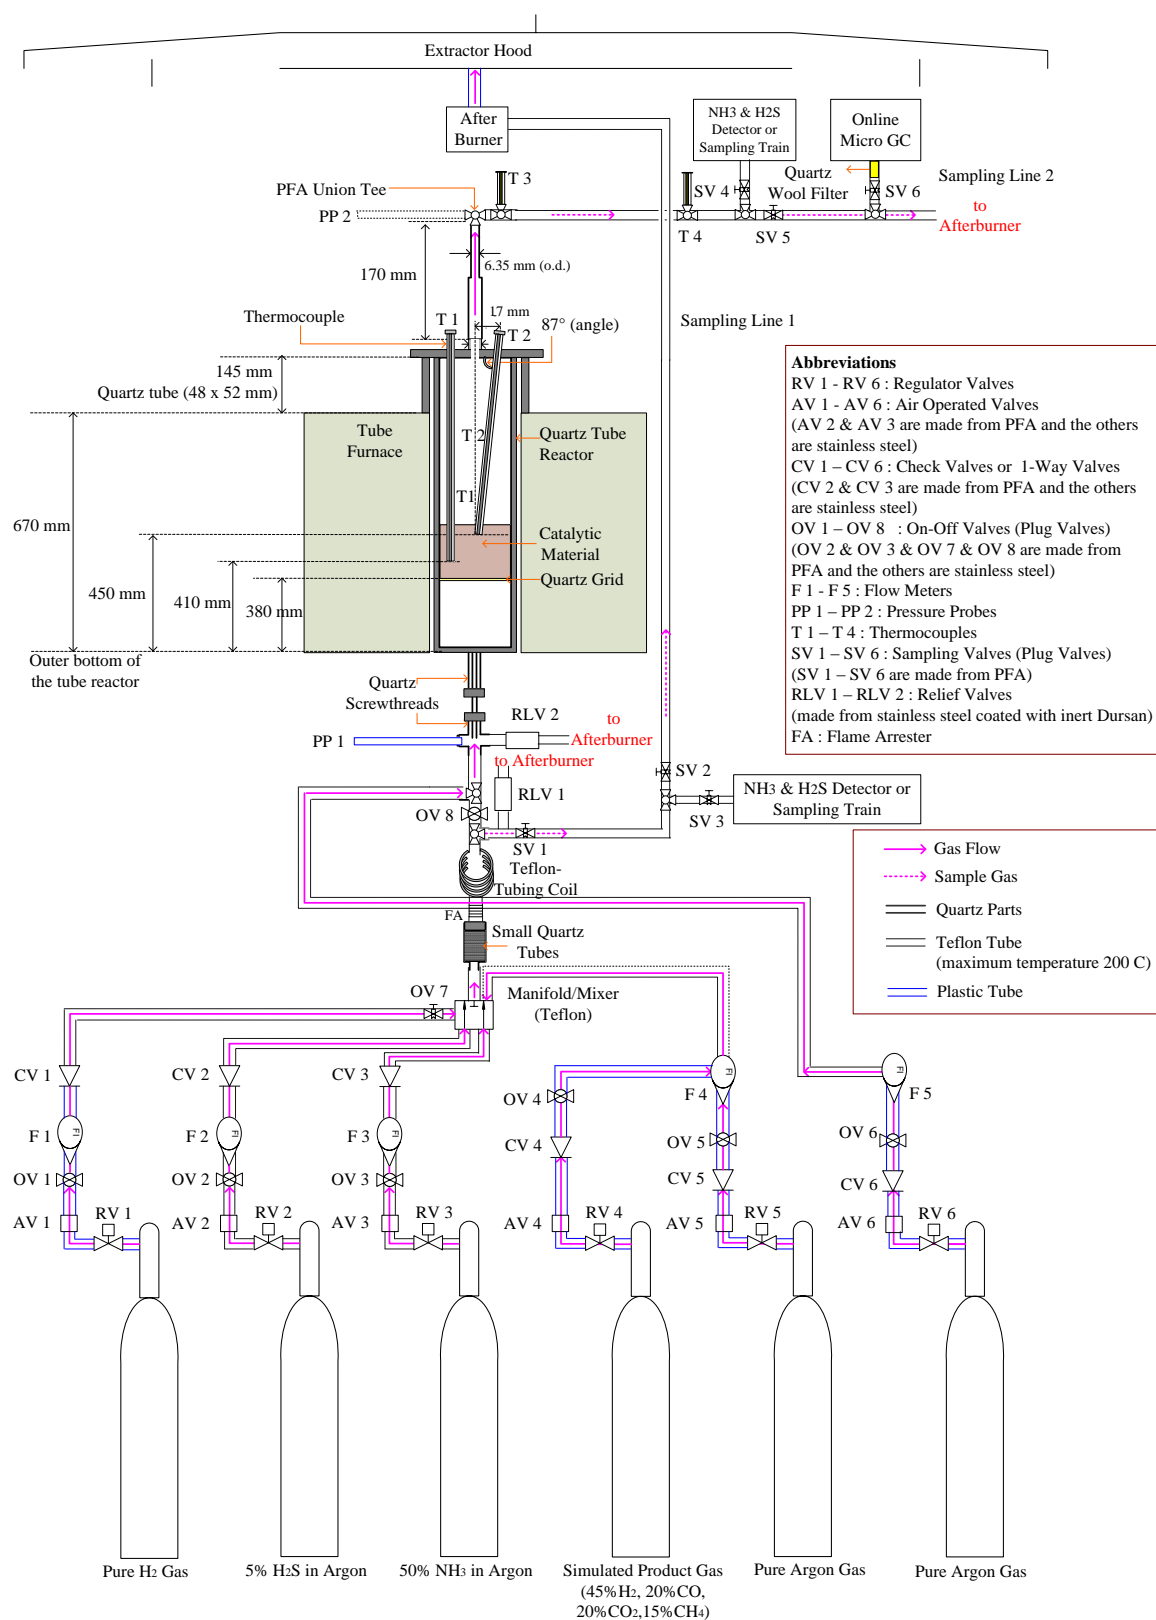 Extractor Hood
After
Burner
NH3 & H2S
Detector or
Sampling Train
Online
Micro GC
T 3
PFA Union Tee
PP 2
SV 4
Quartz
Wool Filter
SV 6
Sampling Line 2
to
Afterburner
T 4
SV 5
6.35 mm (o.d.)
170 mm
17 mm
Thermocouple
T 1
T 2
87° (angle)
Sampling Line 1
145 mm
Quartz tube (48 x 52 mm)
Tube
Furnace
T 2
Quartz Tube
Reactor
T1
670 mm
Catalytic
Material
Quartz Grid
450 mm
410 mm
380 mm
Outer bottom of
the tube reactor
Quartz
Screwthreads
RLV 2
to
Afterburner
PP 1
to Afterburner
Abbreviations
RV 1 - RV 6 : Regulator Valves
AV 1 - AV 6 : Air Operated Valves
(AV 2 & AV 3 are made from PFA and the others
are stainless steel)
CV 1 – CV 6 : Check Valves or 1-Way Valves
(CV 2 & CV 3 are made from PFA and the others
are stainless steel)
OV 1 – OV 8 : On-Off Valves (Plug Valves)
(OV 2 & OV 3 & OV 7 & OV 8 are made from
PFA and the others are stainless steel)
F 1 - F 5 : Flow Meters
PP 1 – PP 2 : Pressure Probes
T 1 – T 4 : Thermocouples
SV 1 – SV 6 : Sampling Valves (Plug Valves)
(SV 1 – SV 6 are made from PFA)
RLV 1 – RLV 2 : Relief Valves
(made from stainless steel coated with inert Dursan)
FA : Flame Arrester
SV 2
RLV 1
NH3 & H2S Detector or
Sampling Train
SV 3
OV 8
SV 1
Teflon-
Tubing Coil
Gas Flow
Sample Gas
Quartz Parts
Teflon Tube
(maximum temperature 200 C)
Plastic Tube
FA
Small Quartz
Tubes
OV 7
Manifold/Mixer
(Teflon)
CV 1
CV 2
CV 3
OV 4
FI
F 4
FI
F 5
FI
F 1
FI
F 2
FI
F 3
CV 4
OV 5
OV 6
OV 1
OV 2
OV 3
CV 5
CV 6
AV 1
RV 1
AV 2
RV 2
AV 3
RV 3
AV 4
RV 4
AV 5
RV 5
AV 6
RV 6
Pure H2 Gas
5% H2S in Argon
50% NH3 in Argon
Simulated Product Gas
(45%H2, 20%CO,
20%CO2,15%CH4)
Pure Argon Gas
Pure Argon Gas